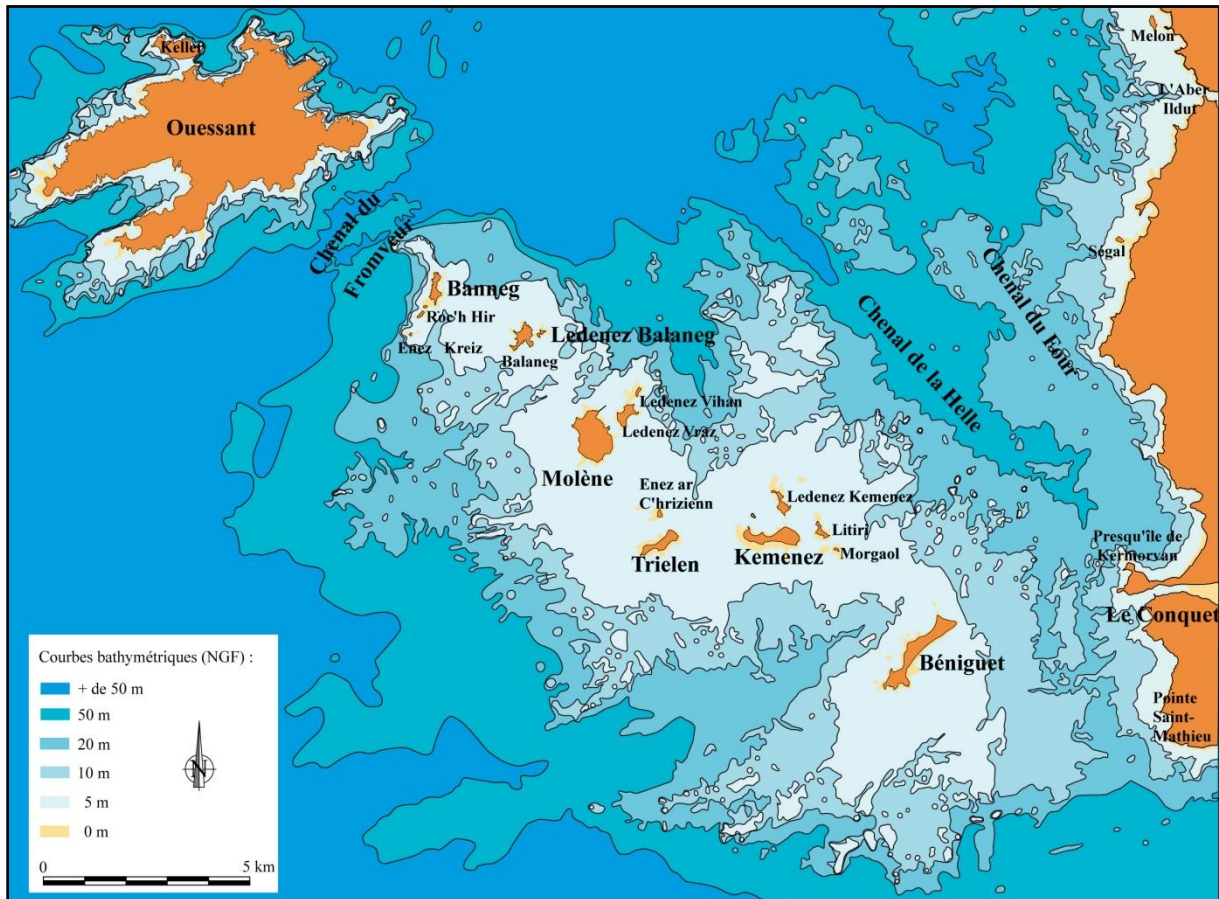 Keller
Ouessant
Melon
L'Aber
Ildut
Chenal du
Fromveur
Ségal
Chenal du Four
Banneg
Roc'h Hir
Enez Kreiz
Ledenez Balaneg
Balaneg
Chenal de la Helle
Ledenez Vihan
Ledenez Vraz
Molène
Enez ar
C'hrizienn
Ledenez Kemenez
Litiri
Morgaol
Trielen
Kemenez
Presqu'île de
Kermorvan
Le Conquet
Béniguet
Pointe
Saint-
Mathieu
Courbes bathymétriques (NGF) :
+ de 50 m
50 m
20 m
10 m
5 m
0 m
N
0 5 km